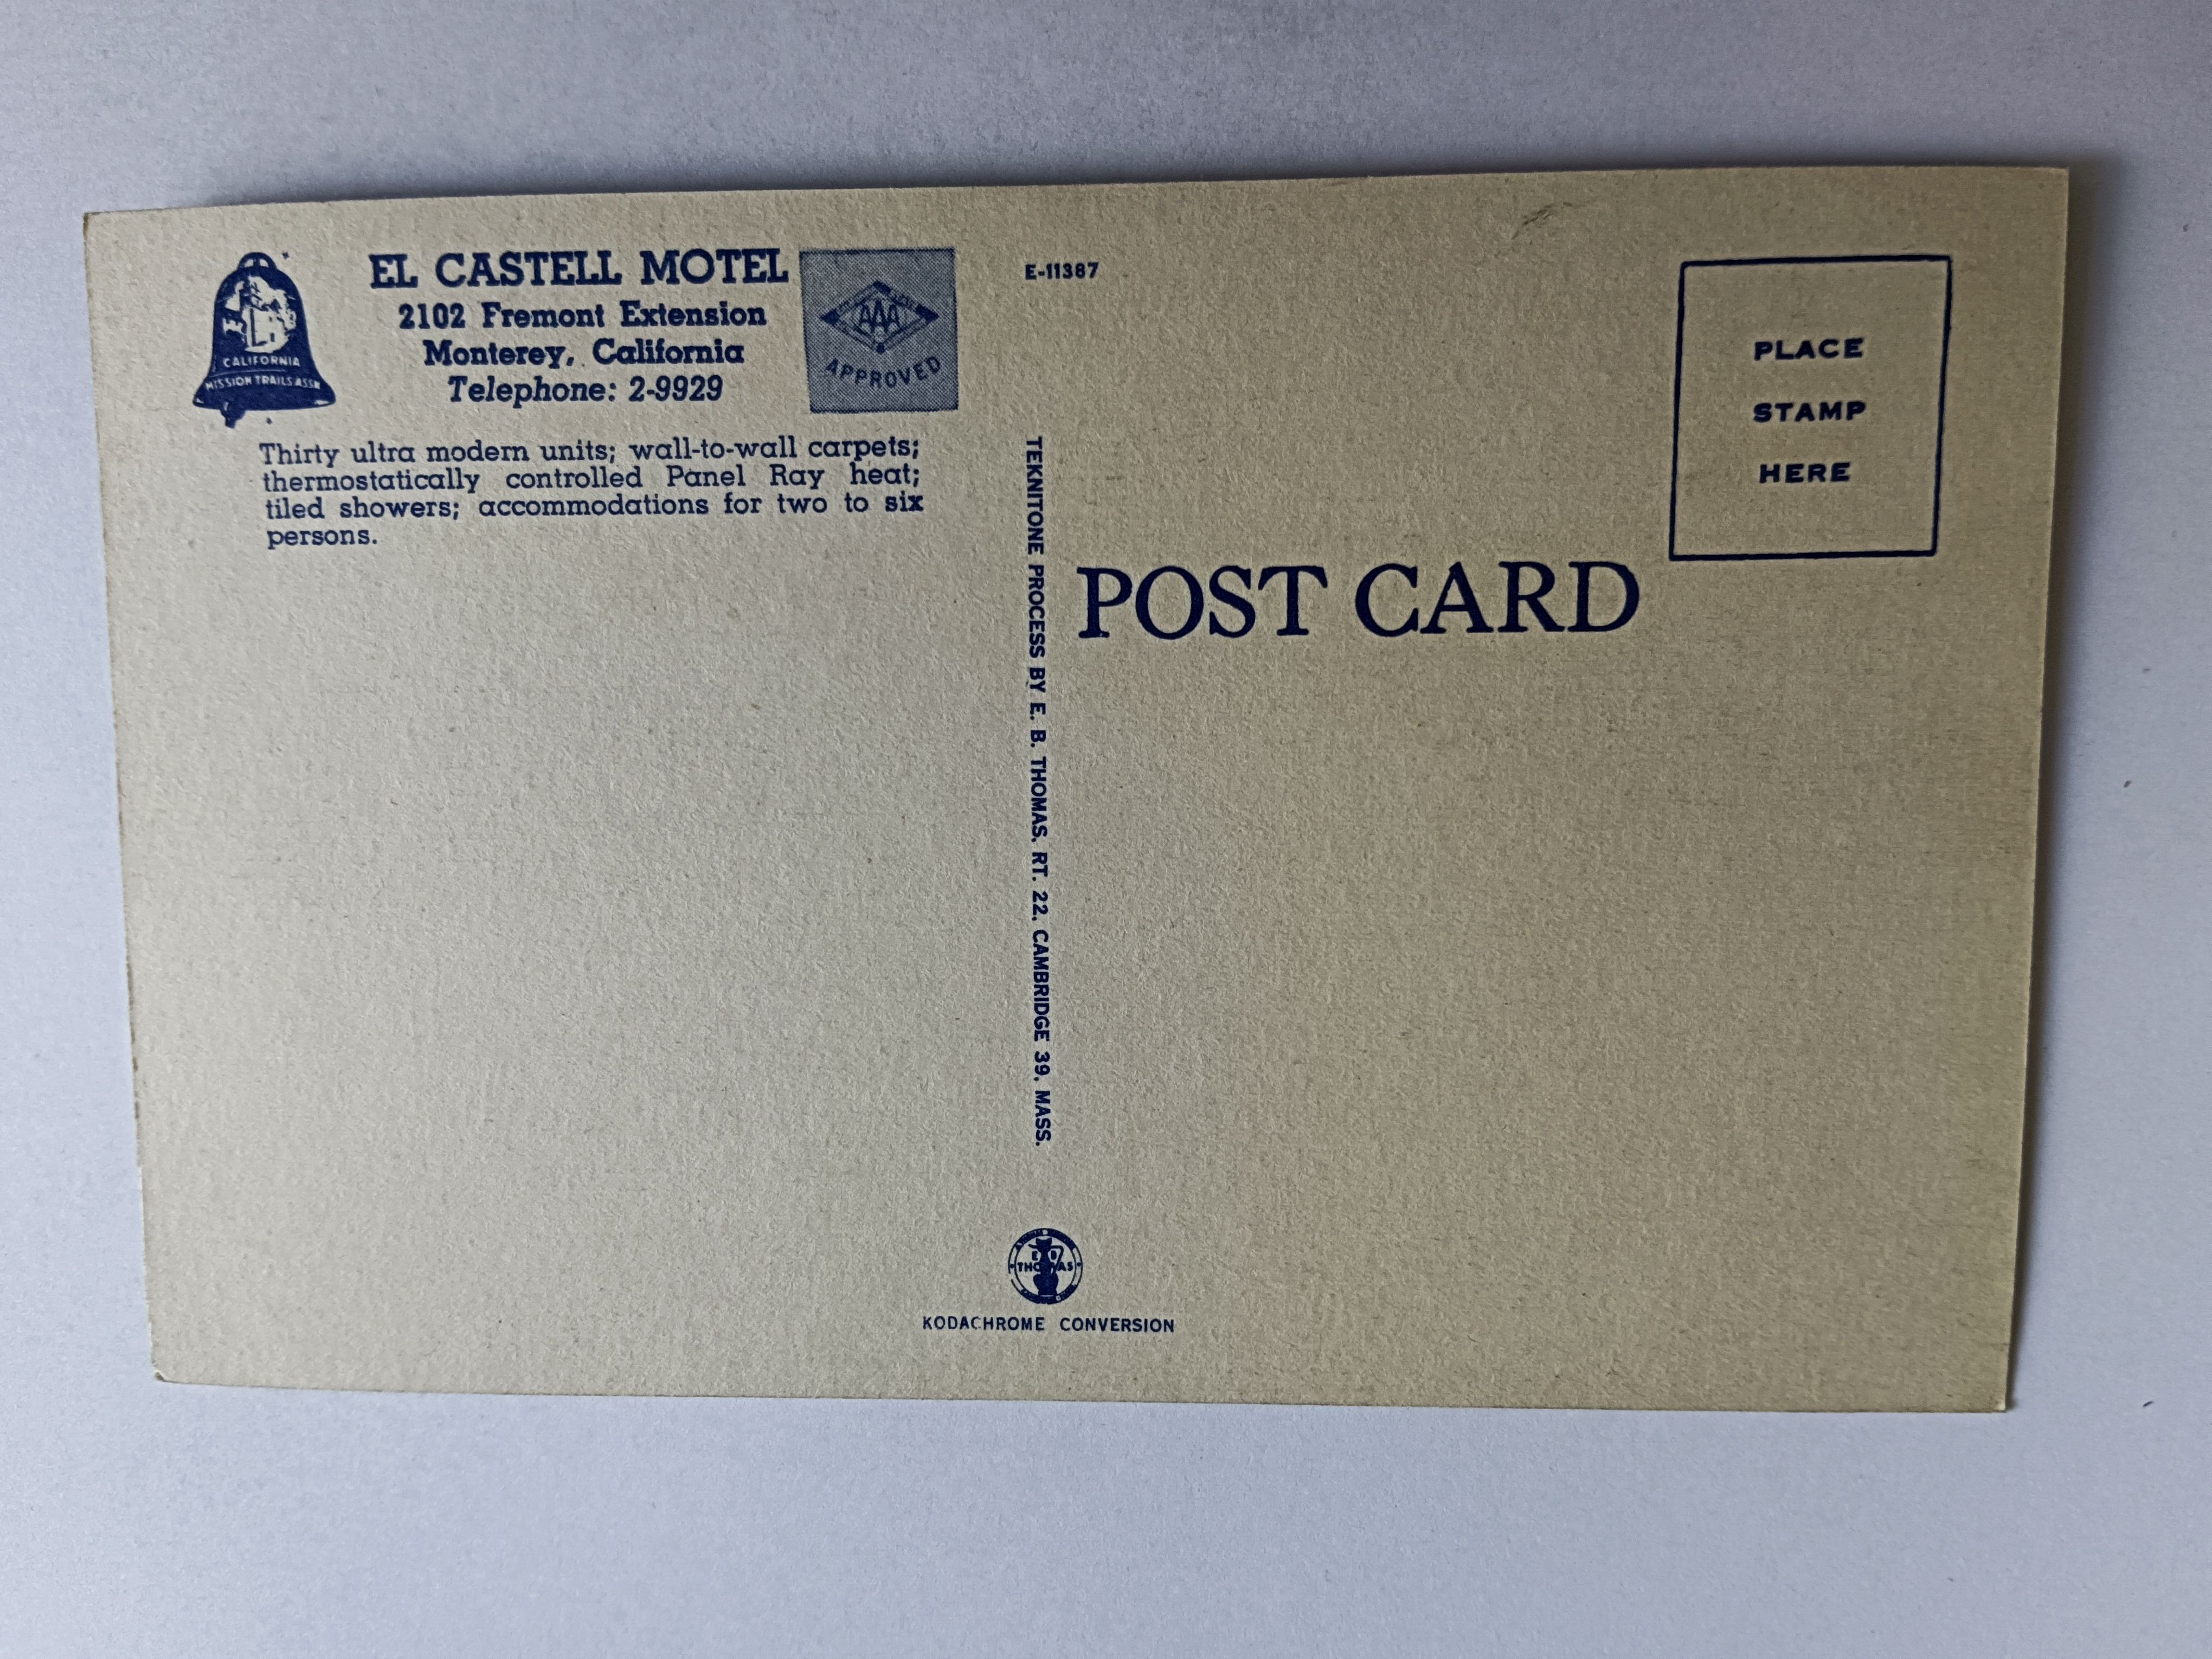 EL CASTELL MOTEL
2102 Fremont Extension
Monterey, California
Telephone: 2-9929
CALIFORNIA
MISSION TRAILS ASSN
AAA
APPROVED
Thirty ultra modern units; wall-to-wall carpets;
thermostatically controlled Panel Ray heat;
tiled showers; accommodations for two to six
persons.
E-11387
TEKNITONE PROCESS BY E. B. THOMAS, RT. 22, CAMBRIDGE 39, MASS.
PLACE
STAMP
HERE
POST CARD
E B
THOMAS
KODACHROME CONVERSION